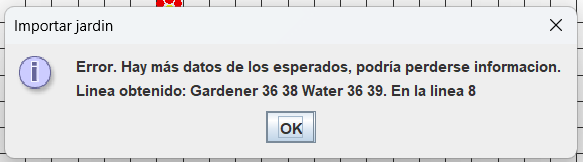 Importar jardin
Error. Hay más datos de los esperados, podría perderse informacion.
Linea obtenido: Gardener 36 38 Water 36 39. En la linea 8
OK